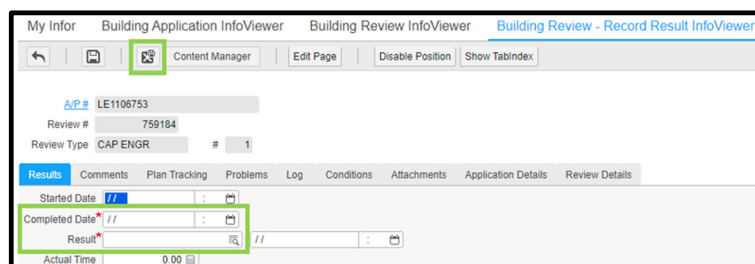 My Infor Building Application InfoViewer Building Review InfoViewer Building Review - Record Result InfoViewer
Content Manager Edit Page Disable Position Show TabIndex
A/P # LE1106753
Review # 759184
Review Type CAP ENGR # 1
Results Comments Plan Tracking Problems Log Conditions Attachments Application Details Review Details
Started Date / / :
Completed Date* / / :
Result* / / :
Actual Time 0.00